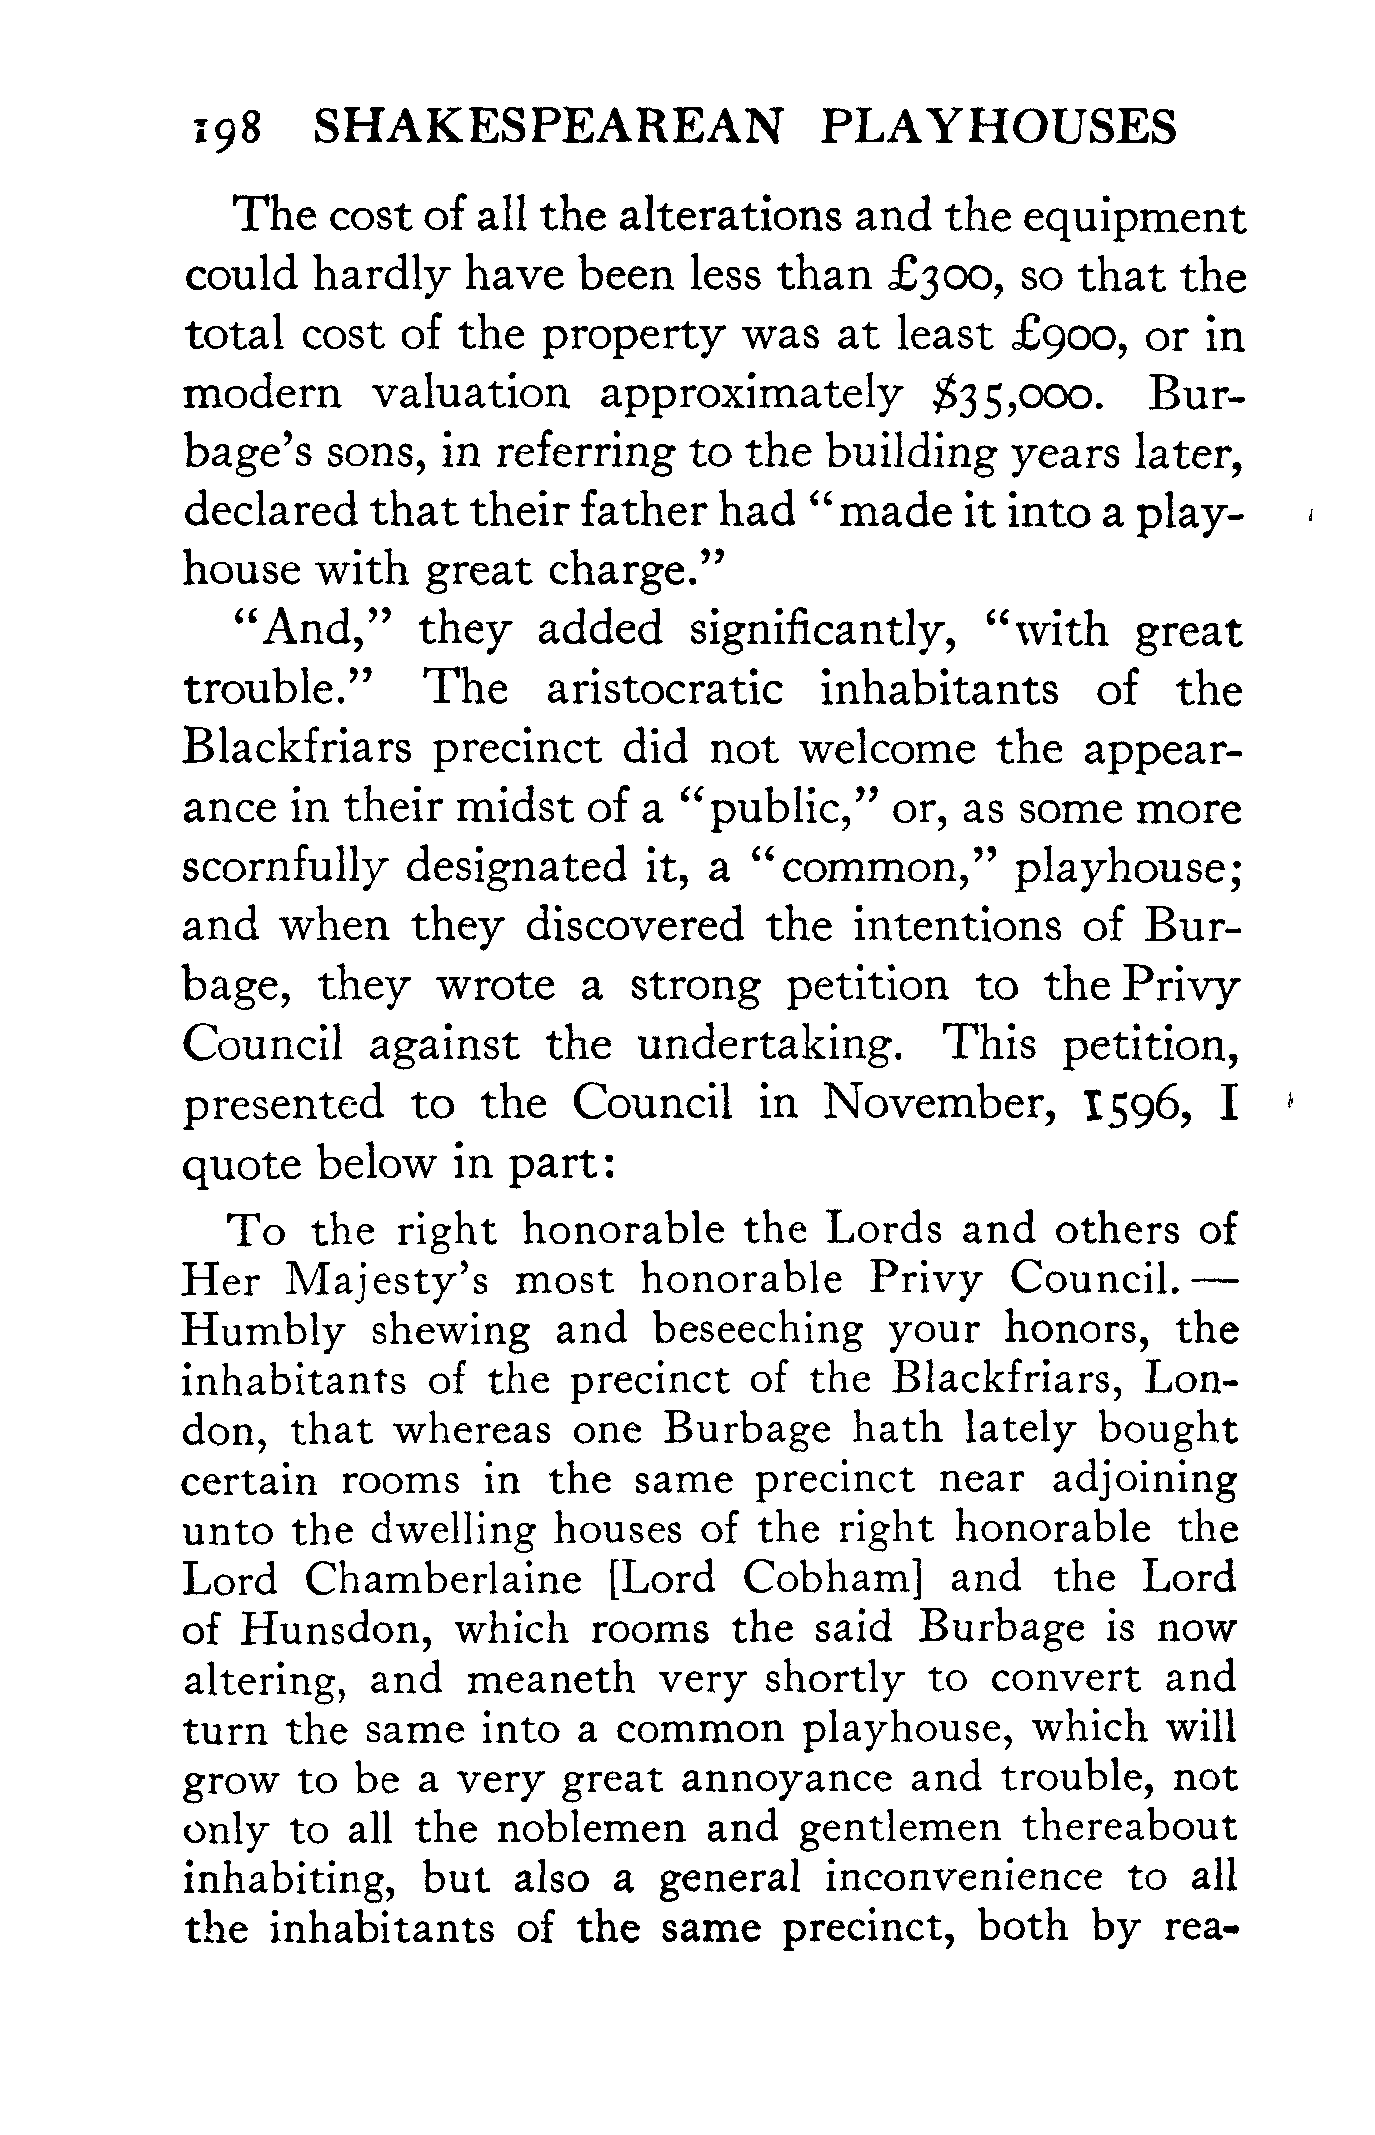 198 SHAKESPEAREAN PLAYHOUSES
The cost of all the alterations and the equipment
could hardly have been less than £300, so that the
total cost of the property was at least £900, or in
modern valuation approximately $35,000. Bur-
bage's sons, in referring to the building years later,
declared that their father had "made it into a play-
house with great charge."
"And," they added significantly, "with great
trouble." The aristocratic inhabitants of the
Blackfriars precinct did not welcome the appear-
ance in their midst of a "public," or, as some more
scornfully designated it, a "common," playhouse;
and when they discovered the intentions of Bur-
bage, they wrote a strong petition to the Privy
Council against the undertaking. This petition,
presented to the Council in November, 1596, I
quote below in part:
To the right honorable the Lords and others of
Her Majesty's most honorable Privy Council. —
Humbly shewing and beseeching your honors, the
inhabitants of the precinct of the Blackfriars, Lon-
don, that whereas one Burbage hath lately bought
certain rooms in the same precinct near adjoining
unto the dwelling houses of the right honorable the
Lord Chamberlaine [Lord Cobham] and the Lord
of Hunsdon, which rooms the said Burbage is now
altering, and meaneth very shortly to convert and
turn the same into a common playhouse, which will
grow to be a very great annoyance and trouble, not
only to all the noblemen and gentlemen thereabout
inhabiting, but also a general inconvenience to all
the inhabitants of the same precinct, both by rea-